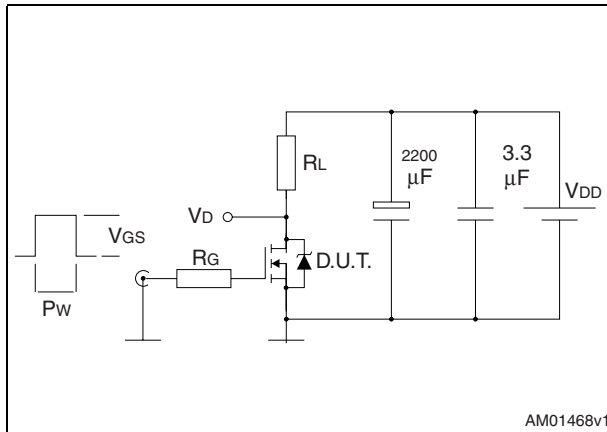 RL
2200
μF
3.3
μF
VDD
VD
VGS
RG
D.U.T.
PW
AM01468v1